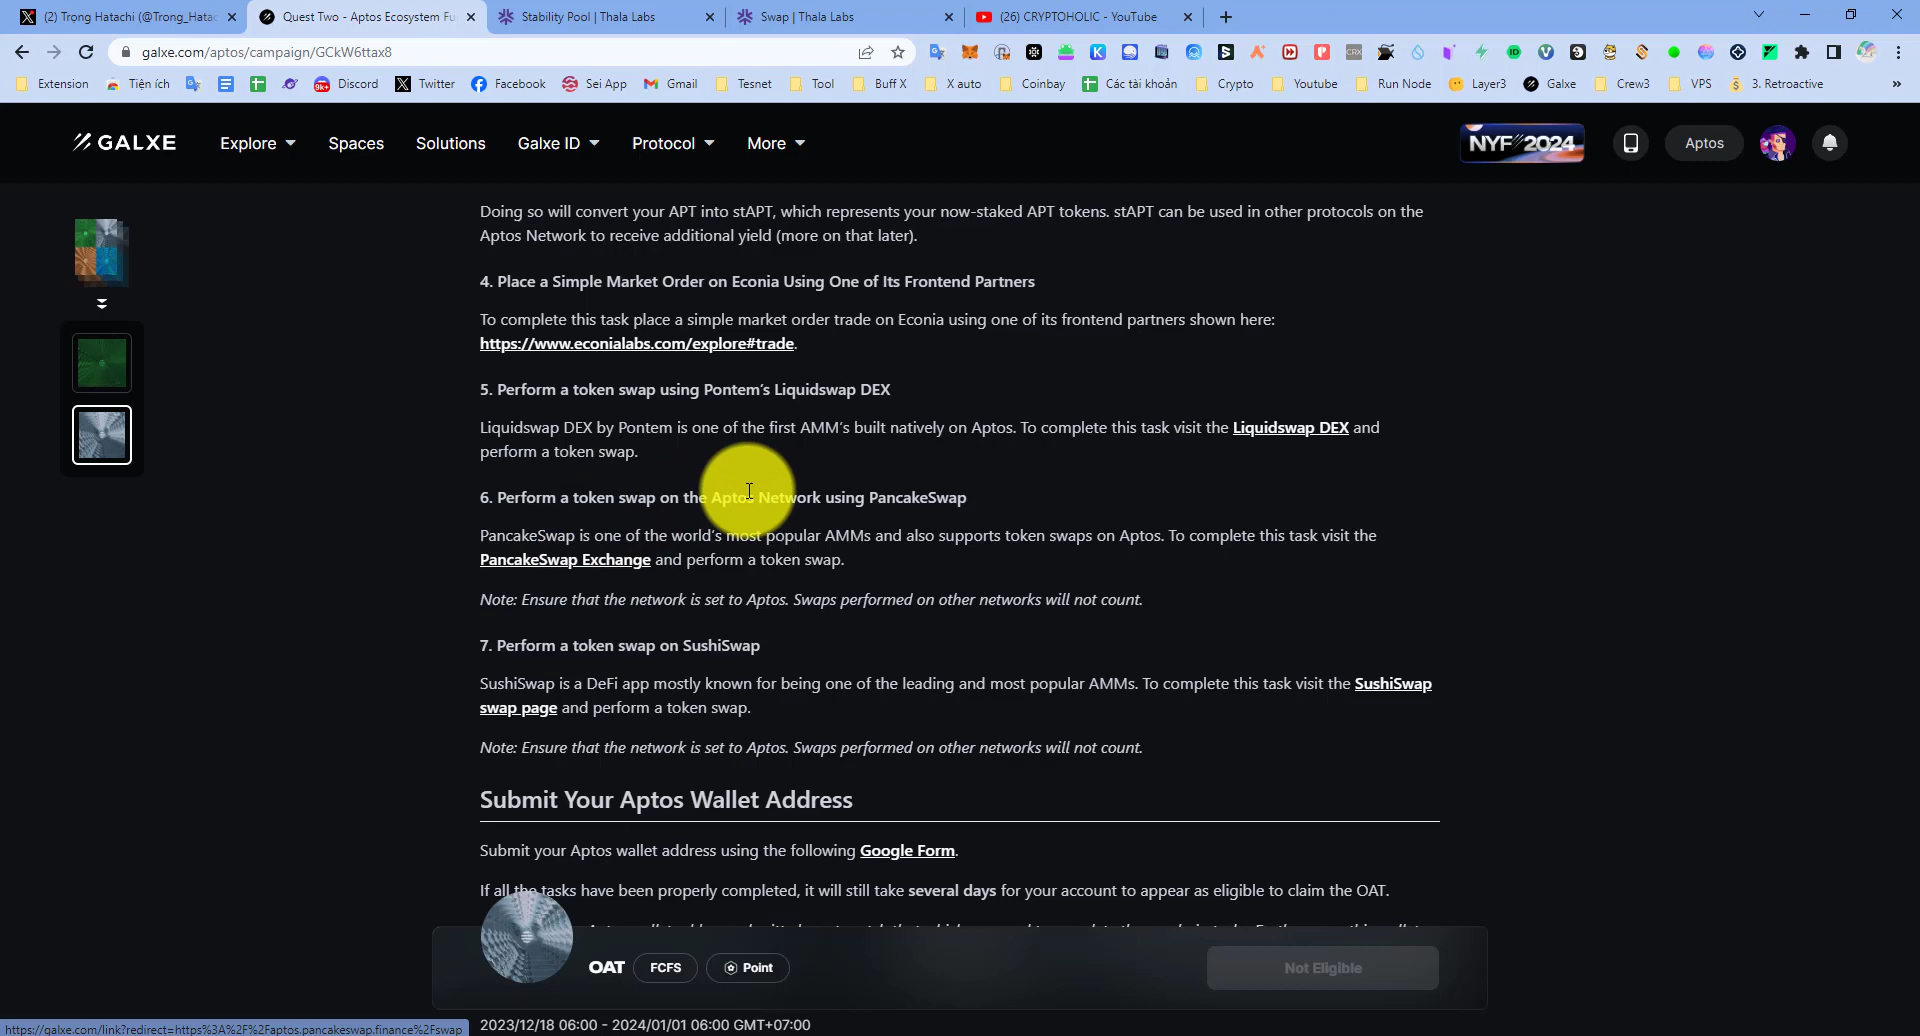 (2) Trọng Hatachi (@Trong_Hatac
Quest Two - Aptos Ecosystem Fu
Stability Pool | Thala Labs
Swap | Thala Labs
(26) CRYPTOHOLIC - YouTube
galxe.com/aptos/campaign/GCkW6ttax8
Extension
Tiện ích
9k+
Discord
Twitter
Facebook
Sei App
Gmail
Tesnet
Tool
Buff X
X auto
Coinbay
Các tài khoản
Crypto
Youtube
Run Node
Layer3
Galxe
Crew3
VPS
3. Retroactive
GALXE
Explore
Spaces
Solutions
Galxe ID
Protocol
More
NYF 2024
Aptos
Doing so will convert your APT into stAPT, which represents your now-staked APT tokens. stAPT can be used in other protocols on the
Aptos Network to receive additional yield (more on that later).
4. Place a Simple Market Order on Econia Using One of Its Frontend Partners
To complete this task place a simple market order trade on Econia using one of its frontend partners shown here:
https://www.econialabs.com/explore#trade.
5. Perform a token swap using Pontem's Liquidswap DEX
Liquidswap DEX by Pontem is one of the first AMM's built natively on Aptos. To complete this task visit the Liquidswap DEX and
perform a token swap.
6. Perform a token swap on the Aptos Network using PancakeSwap
PancakeSwap is one of the world's most popular AMMs and also supports token swaps on Aptos. To complete this task visit the
PancakeSwap Exchange and perform a token swap.
Note: Ensure that the network is set to Aptos. Swaps performed on other networks will not count.
7. Perform a token swap on SushiSwap
SushiSwap is a DeFi app mostly known for being one of the leading and most popular AMMs. To complete this task visit the SushiSwap
swap page and perform a token swap.
Note: Ensure that the network is set to Aptos. Swaps performed on other networks will not count.
Submit Your Aptos Wallet Address
Submit your Aptos wallet address using the following Google Form.
If all the tasks have been properly completed, it will still take several days for your account to appear as eligible to claim the OAT.
OAT
FCFS
Point
Not Eligible
2023/12/18 06:00 - 2024/01/01 06:00 GMT+07:00
https://galxe.com/link?redirect=https%3A%2F%2Faptos.pancakeswap.finance%2Fswap